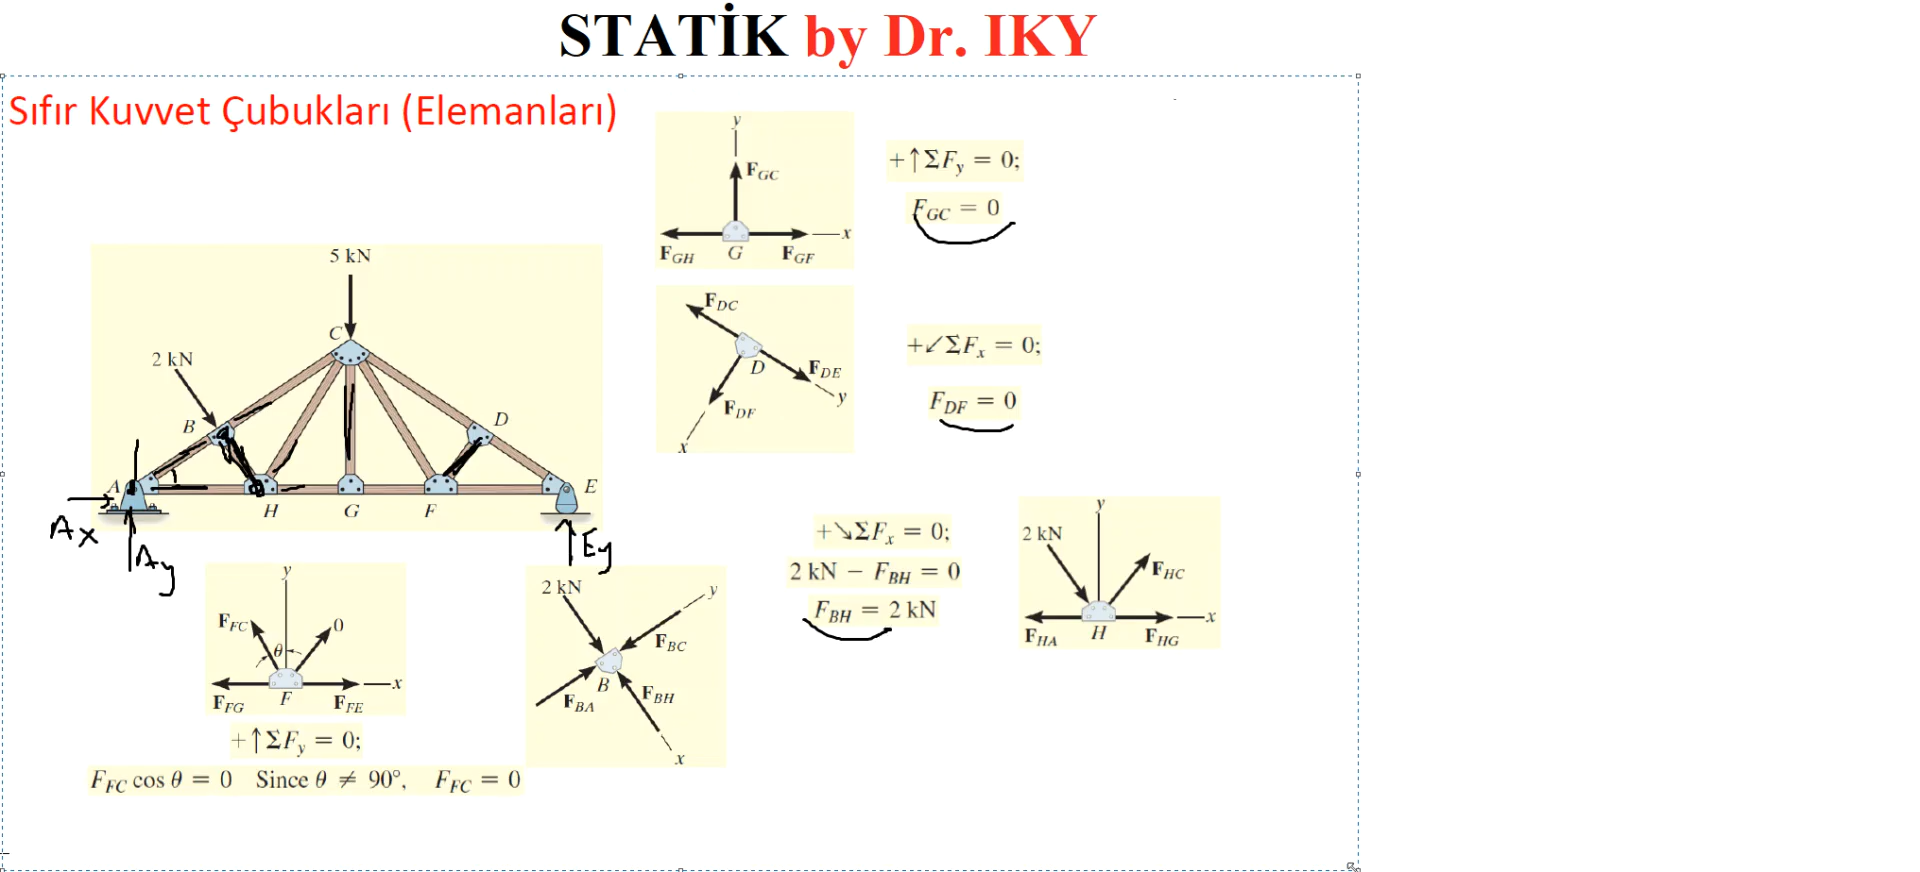 STATİK by Dr. IKY
Sıfır Kuvvet Çubukları (Elemanları)
y
F_GC
x
F_GH G F_GF
+↑ΣF_y = 0;
F_GC = 0
5 kN
C
2 kN
B
D
A
E
H G F
Ax
Ay
Ey
F_DC
D
F_DE
y
F_DF
x
+↙ΣF_x = 0;
F_DF = 0
y
F_FC
0
θ
x
F_FG F F_FE
+↑ΣF_y = 0;
F_FC cos θ = 0 Since θ ≠ 90°, F_FC = 0
2 kN
y
F_BC
B
F_BA
F_BH
x
+↘ΣF_x = 0;
2 kN − F_BH = 0
F_BH = 2 kN
y
2 kN
F_HC
x
F_HA H F_HG